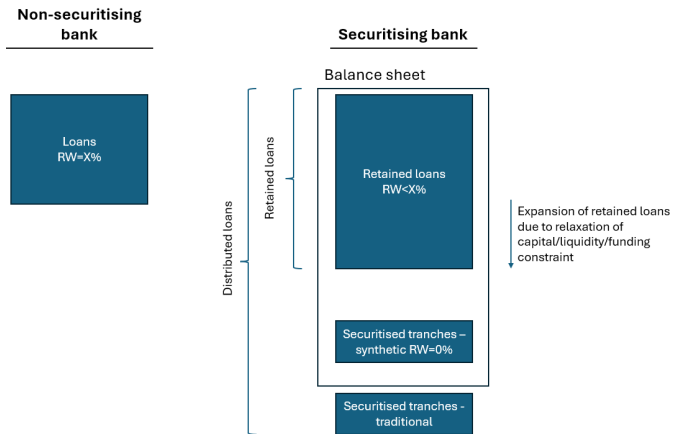 Non-securitising
bank
Securitising bank
Balance sheet
Loans
RW=X%
Retained loans
Distributed loans
Retained loans
RW<X%
Expansion of retained loans
due to relaxation of
capital/liquidity/funding
constraint
Securitised tranches –
synthetic RW=0%
Securitised tranches -
traditional